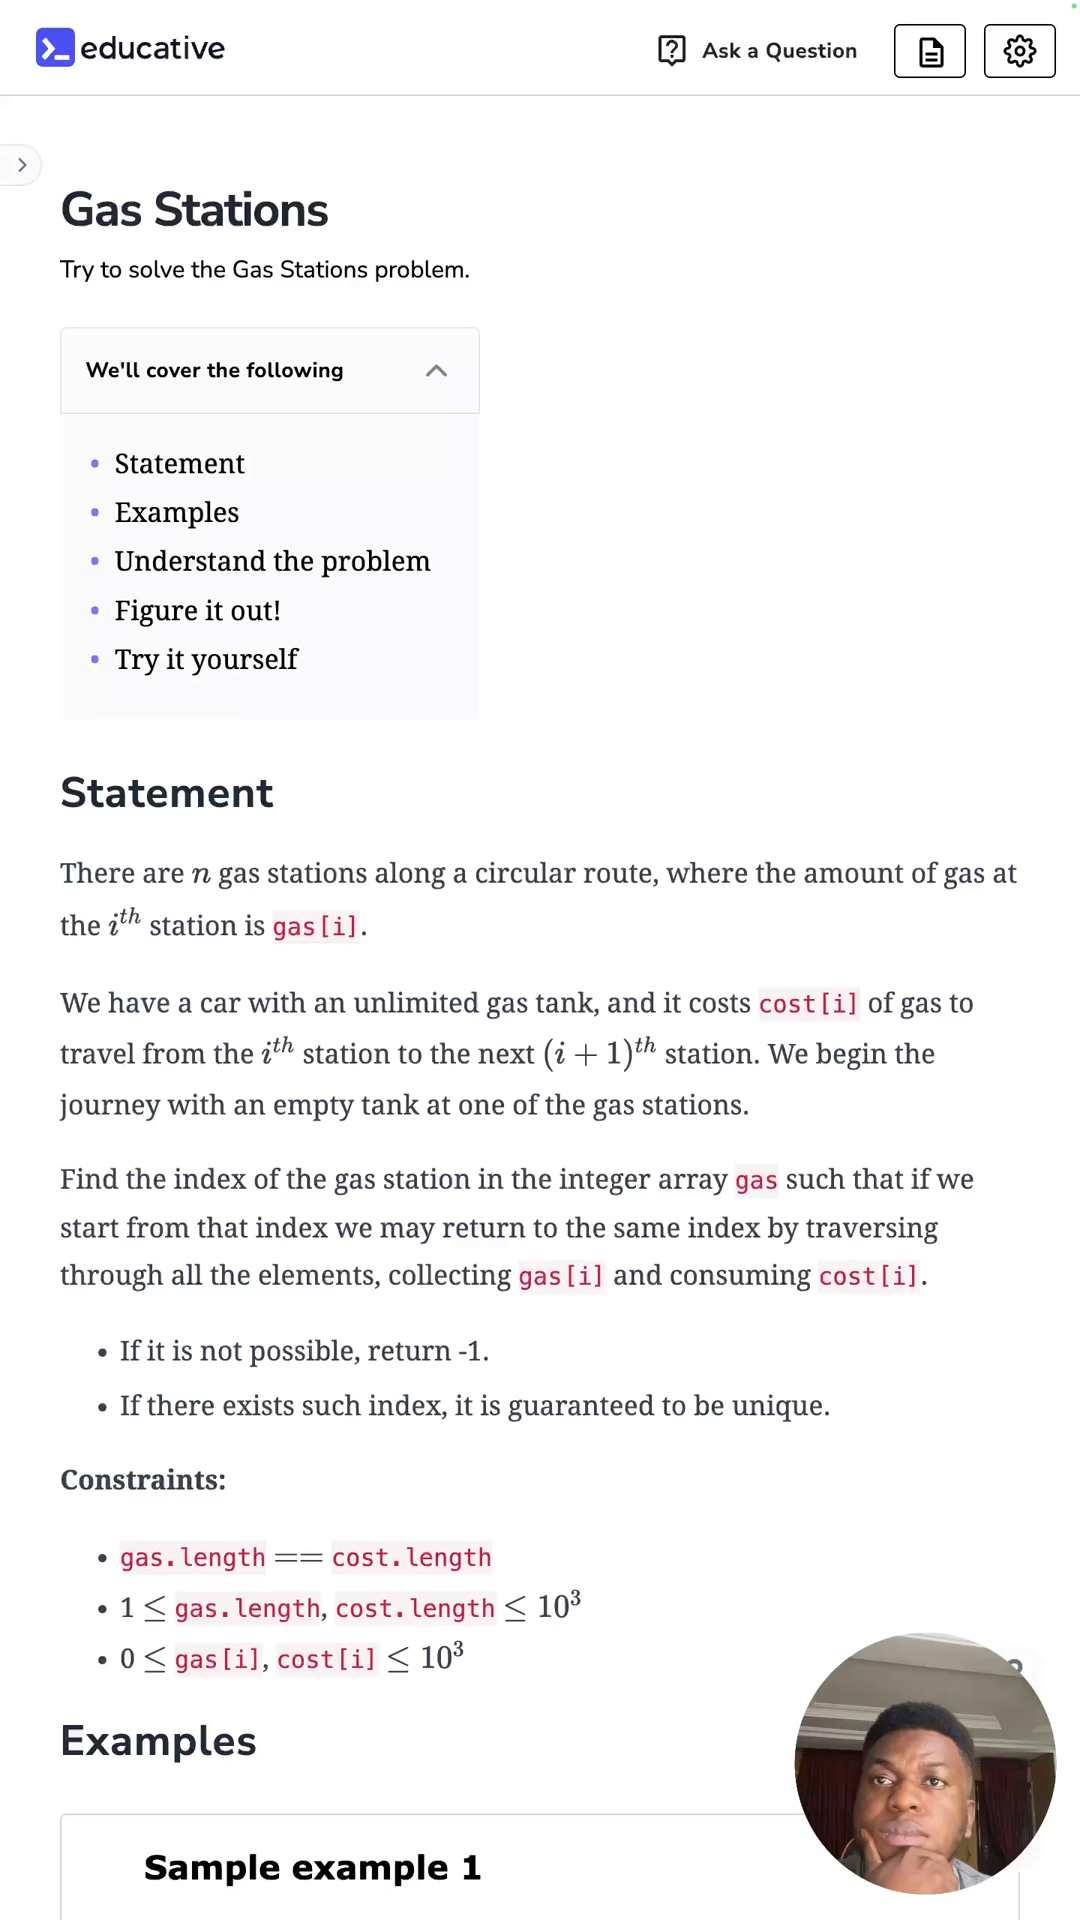 educative
Ask a Question
Gas Stations
Try to solve the Gas Stations problem.
We'll cover the following
• Statement
• Examples
• Understand the problem
• Figure it out!
• Try it yourself
Statement
There are n gas stations along a circular route, where the amount of gas at
the i^th station is gas[i].
We have a car with an unlimited gas tank, and it costs cost[i] of gas to
travel from the i^th station to the next (i + 1)^th station. We begin the
journey with an empty tank at one of the gas stations.
Find the index of the gas station in the integer array gas such that if we
start from that index we may return to the same index by traversing
through all the elements, collecting gas[i] and consuming cost[i].
• If it is not possible, return -1.
• If there exists such index, it is guaranteed to be unique.
Constraints:
• gas.length == cost.length
• 1 ≤ gas.length, cost.length ≤ 10³
• 0 ≤ gas[i], cost[i] ≤ 10³
Examples
Sample example 1